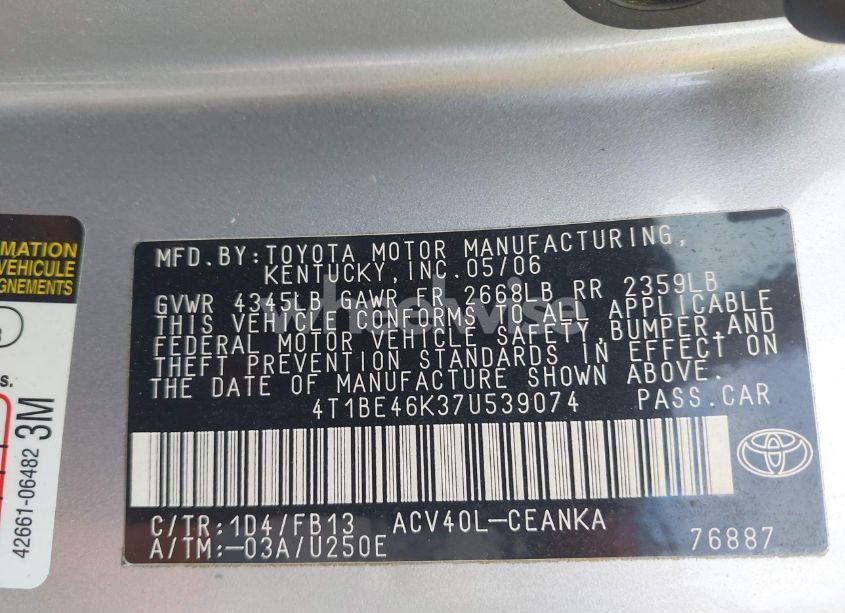 MFD.BY:TOYOTA MOTOR MANUFACTURING,
KENTUCKY,INC.05/06
GVWR 4345LB GAWR FR 2668LB RR 2359LB
THIS VEHICLE CONFORMS TO ALL APPLICABLE
FEDERAL MOTOR VEHICLE SAFETY,BUMPER,AND
THEFT PREVENTION STANDARDS IN EFFECT ON
THE DATE OF MANUFACTURE SHOWN ABOVE.
4T1BE46K37U539074 PASS.CAR
C/TR:1D4/FB13 ACV40L-CEANKA
A/TM:-03A/U250E 76887
MATION
VEHICULE
GNEMENTS
s.
42661-06482 3M
wheelwise